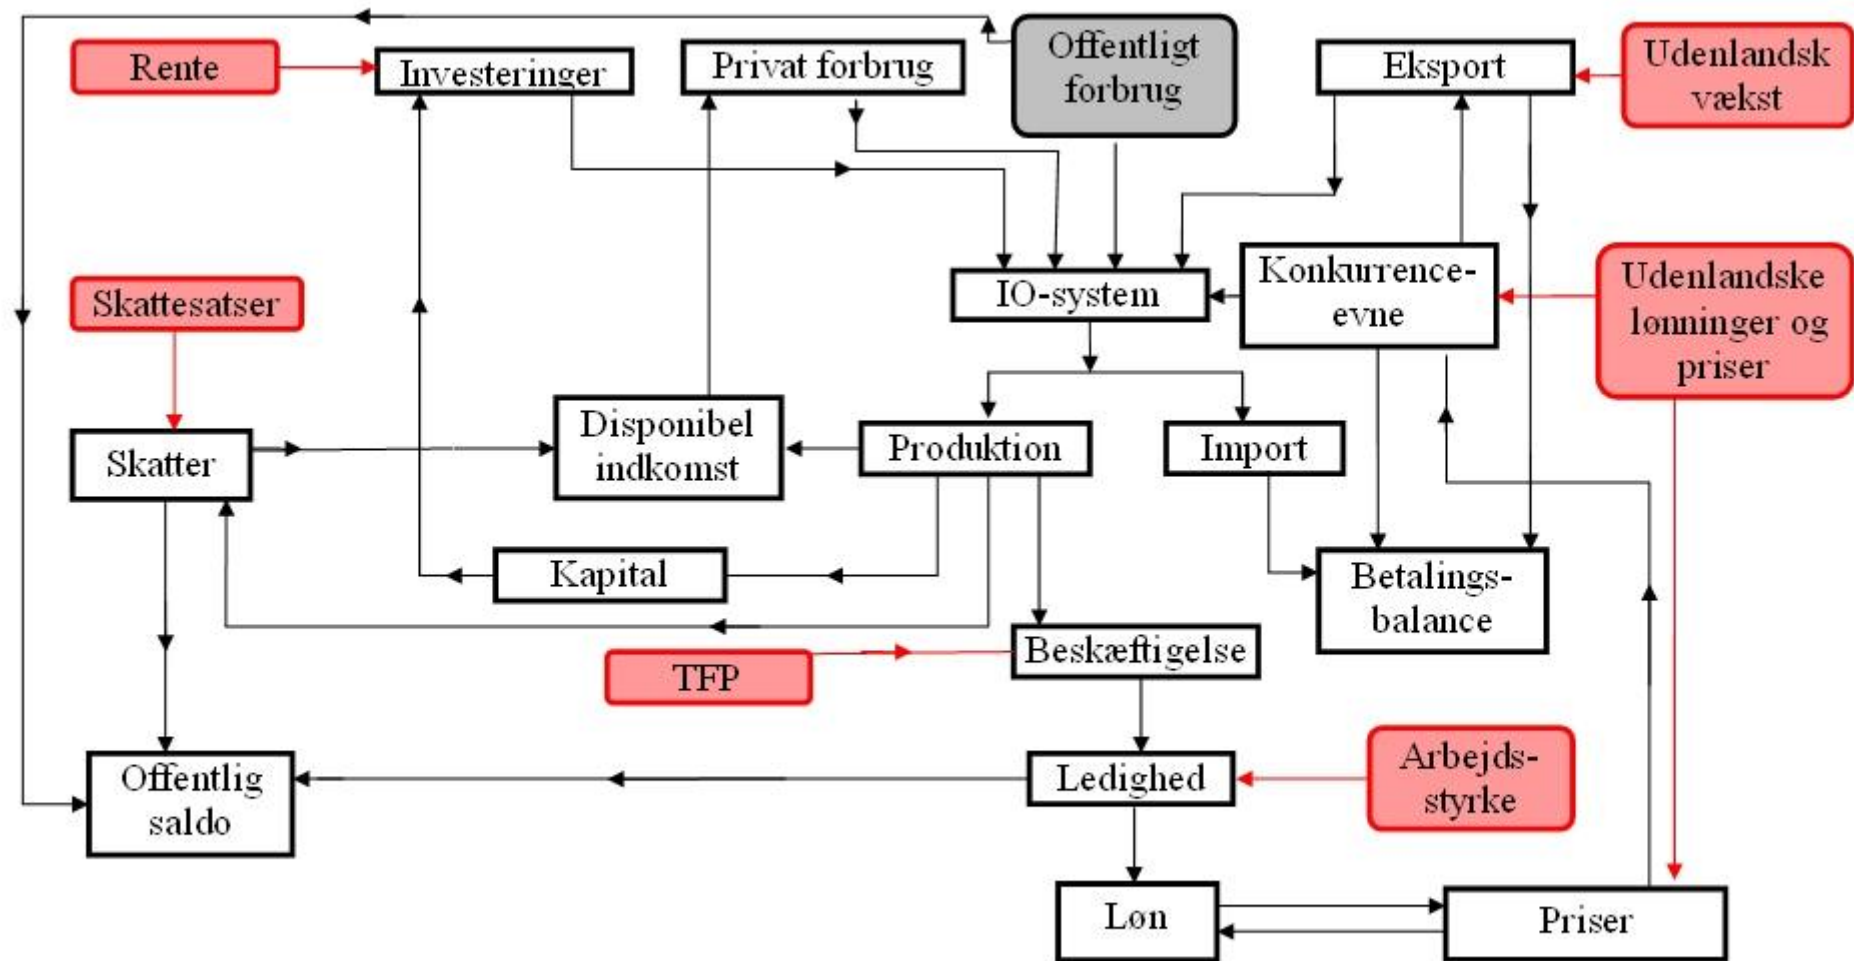 Rente
Investeringer
Privat forbrug
Offentligt
forbrug
Eksport
Udenlandsk
vækst
Skattesatser
IO-system
Konkurrence-
evne
Udenlandske
lønninger og
priser
Skatter
Disponibel
indkomst
Produktion
Import
Kapital
Betalings-
balance
TFP
Beskæftigelse
Offentlig
saldo
Ledighed
Arbejds-
styrke
Løn
Priser